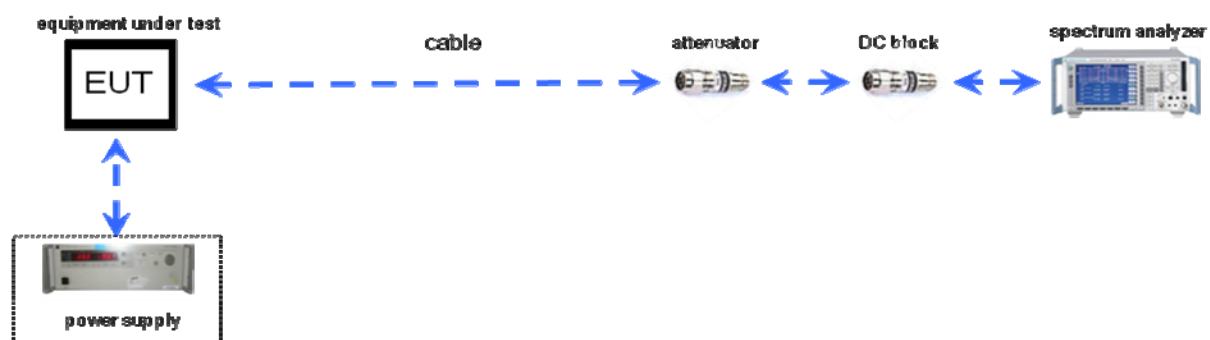 equipment under test
EUT
cable
attenuator
DC block
spectrum analyzer
power supply